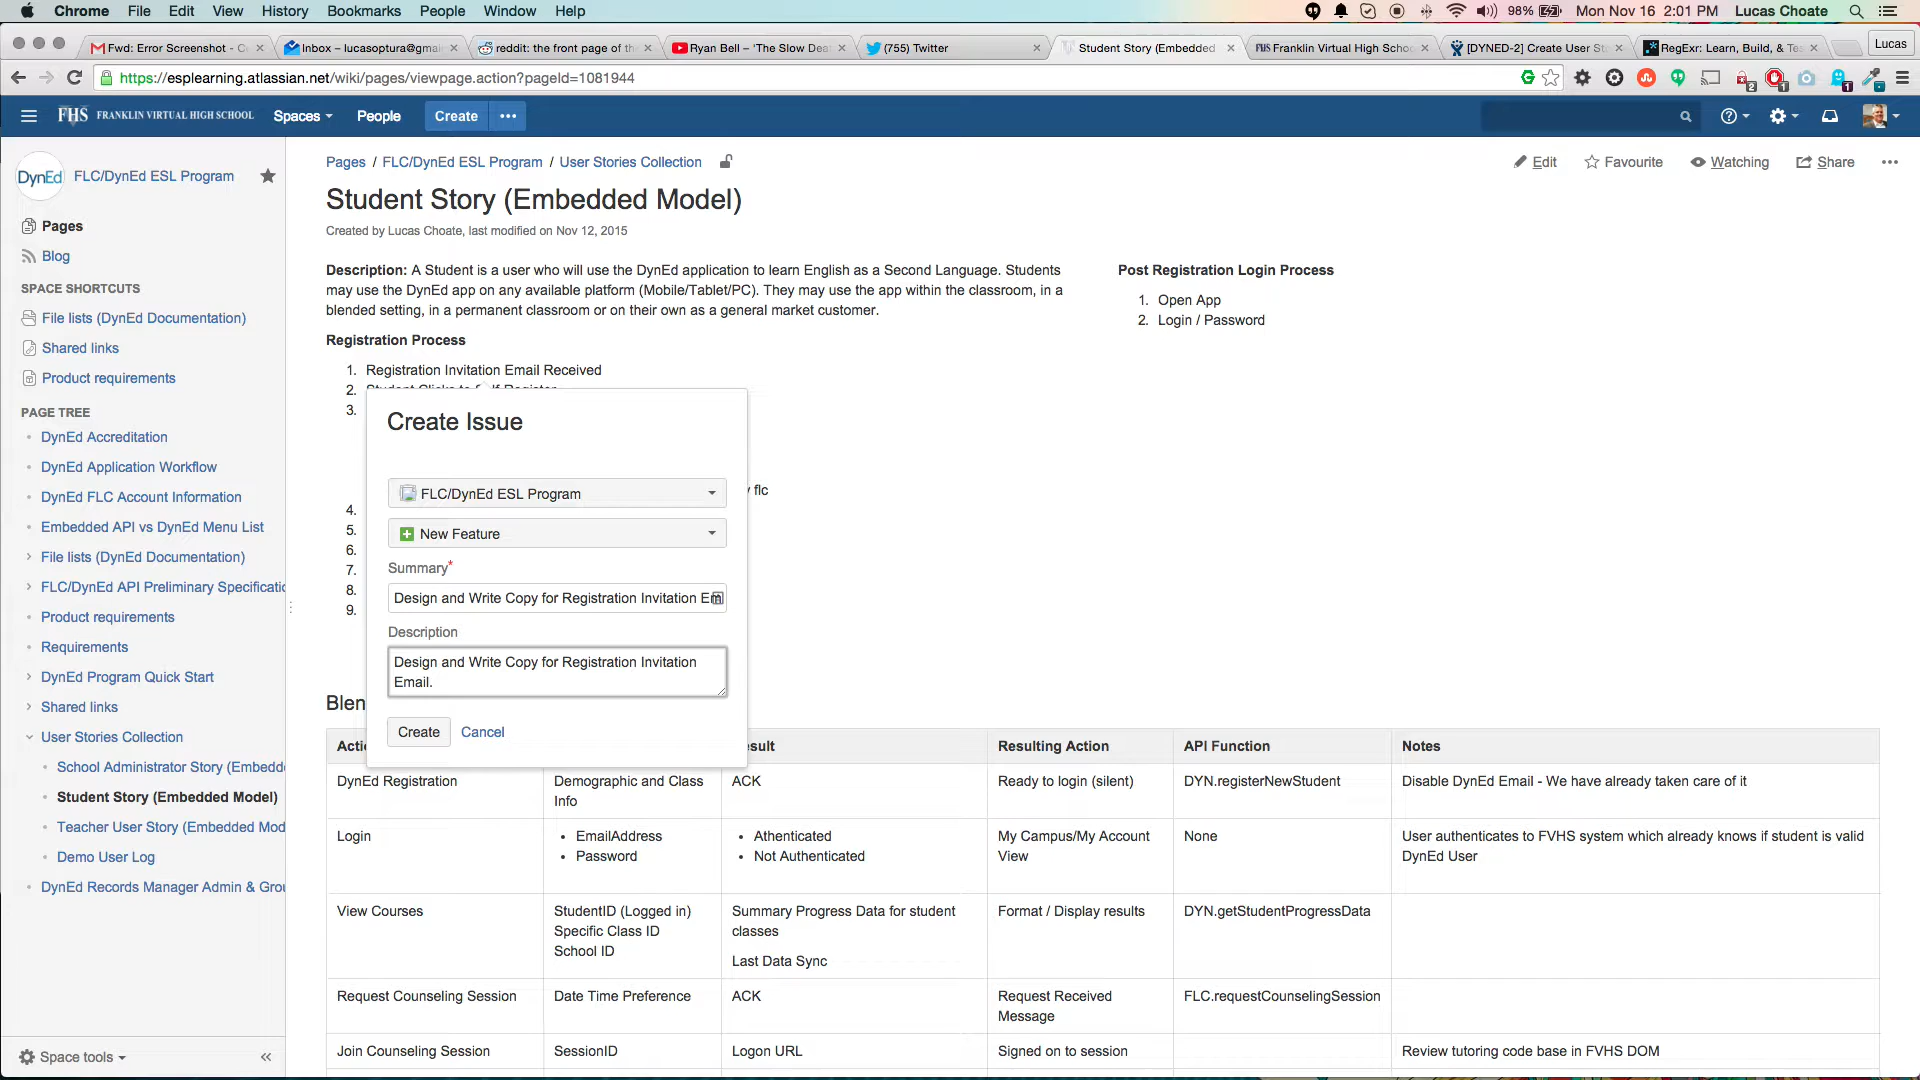 Chrome File Edit View History Bookmarks People Window Help 98% Mon Nov 16 2:01 PM Lucas Choate
Fwd: Error Screenshot - C
Inbox – lucasoptura@gmai
reddit: the front page of th
Ryan Bell – 'The Slow Dea
(755) Twitter
Student Story (Embedded
FHS Franklin Virtual High Schoo
[DYNED-2] Create User St
RegExr: Learn, Build, & Tes
Lucas
https://esplearning.atlassian.net/wiki/pages/viewpage.action?pageId=1081944
2 1 1
FHS FRANKLIN VIRTUAL HIGH SCHOOL Spaces People Create •••
DynEd FLC/DynEd ESL Program
Pages
Blog
SPACE SHORTCUTS
File lists (DynEd Documentation)
Shared links
Product requirements
PAGE TREE
DynEd Accreditation
DynEd Application Workflow
DynEd FLC Account Information
Embedded API vs DynEd Menu List
File lists (DynEd Documentation)
FLC/DynEd API Preliminary Specificatio
Product requirements
Requirements
DynEd Program Quick Start
Shared links
User Stories Collection
School Administrator Story (Embedd
Student Story (Embedded Model)
Teacher User Story (Embedded Mod
Demo User Log
DynEd Records Manager Admin & Grou
Space tools
Pages / FLC/DynEd ESL Program / User Stories Collection
Edit Favourite Watching Share •••
Student Story (Embedded Model)
Created by Lucas Choate, last modified on Nov 12, 2015
Description: A Student is a user who will use the DynEd application to learn English as a Second Language. Students
may use the DynEd app on any available platform (Mobile/Tablet/PC). They may use the app within the classroom, in a
blended setting, in a permanent classroom or on their own as a general market customer.
Registration Process
1. Registration Invitation Email Received
2. Student Clicks to Self Register
3.
y flc
4.
5.
6.
7.
8.
9.
Post Registration Login Process
1. Open App
2. Login / Password
Create Issue
FLC/DynEd ESL Program
New Feature
Summary*
Design and Write Copy for Registration Invitation Em
Description
Design and Write Copy for Registration Invitation
Email.
Create Cancel
Blen
Actio
esult
Resulting Action
API Function
Notes
DynEd Registration
Demographic and Class
Info
ACK
Ready to login (silent)
DYN.registerNewStudent
Disable DynEd Email - We have already taken care of it
Login
• EmailAddress
• Password
• Athenticated
• Not Authenticated
My Campus/My Account
View
None
User authenticates to FVHS system which already knows if student is valid
DynEd User
View Courses
StudentID (Logged in)
Specific Class ID
School ID
Summary Progress Data for student
classes
Last Data Sync
Format / Display results
DYN.getStudentProgressData
Request Counseling Session
Date Time Preference
ACK
Request Received
Message
FLC.requestCounselingSession
Join Counseling Session
SessionID
Logon URL
Signed on to session
Review tutoring code base in FVHS DOM